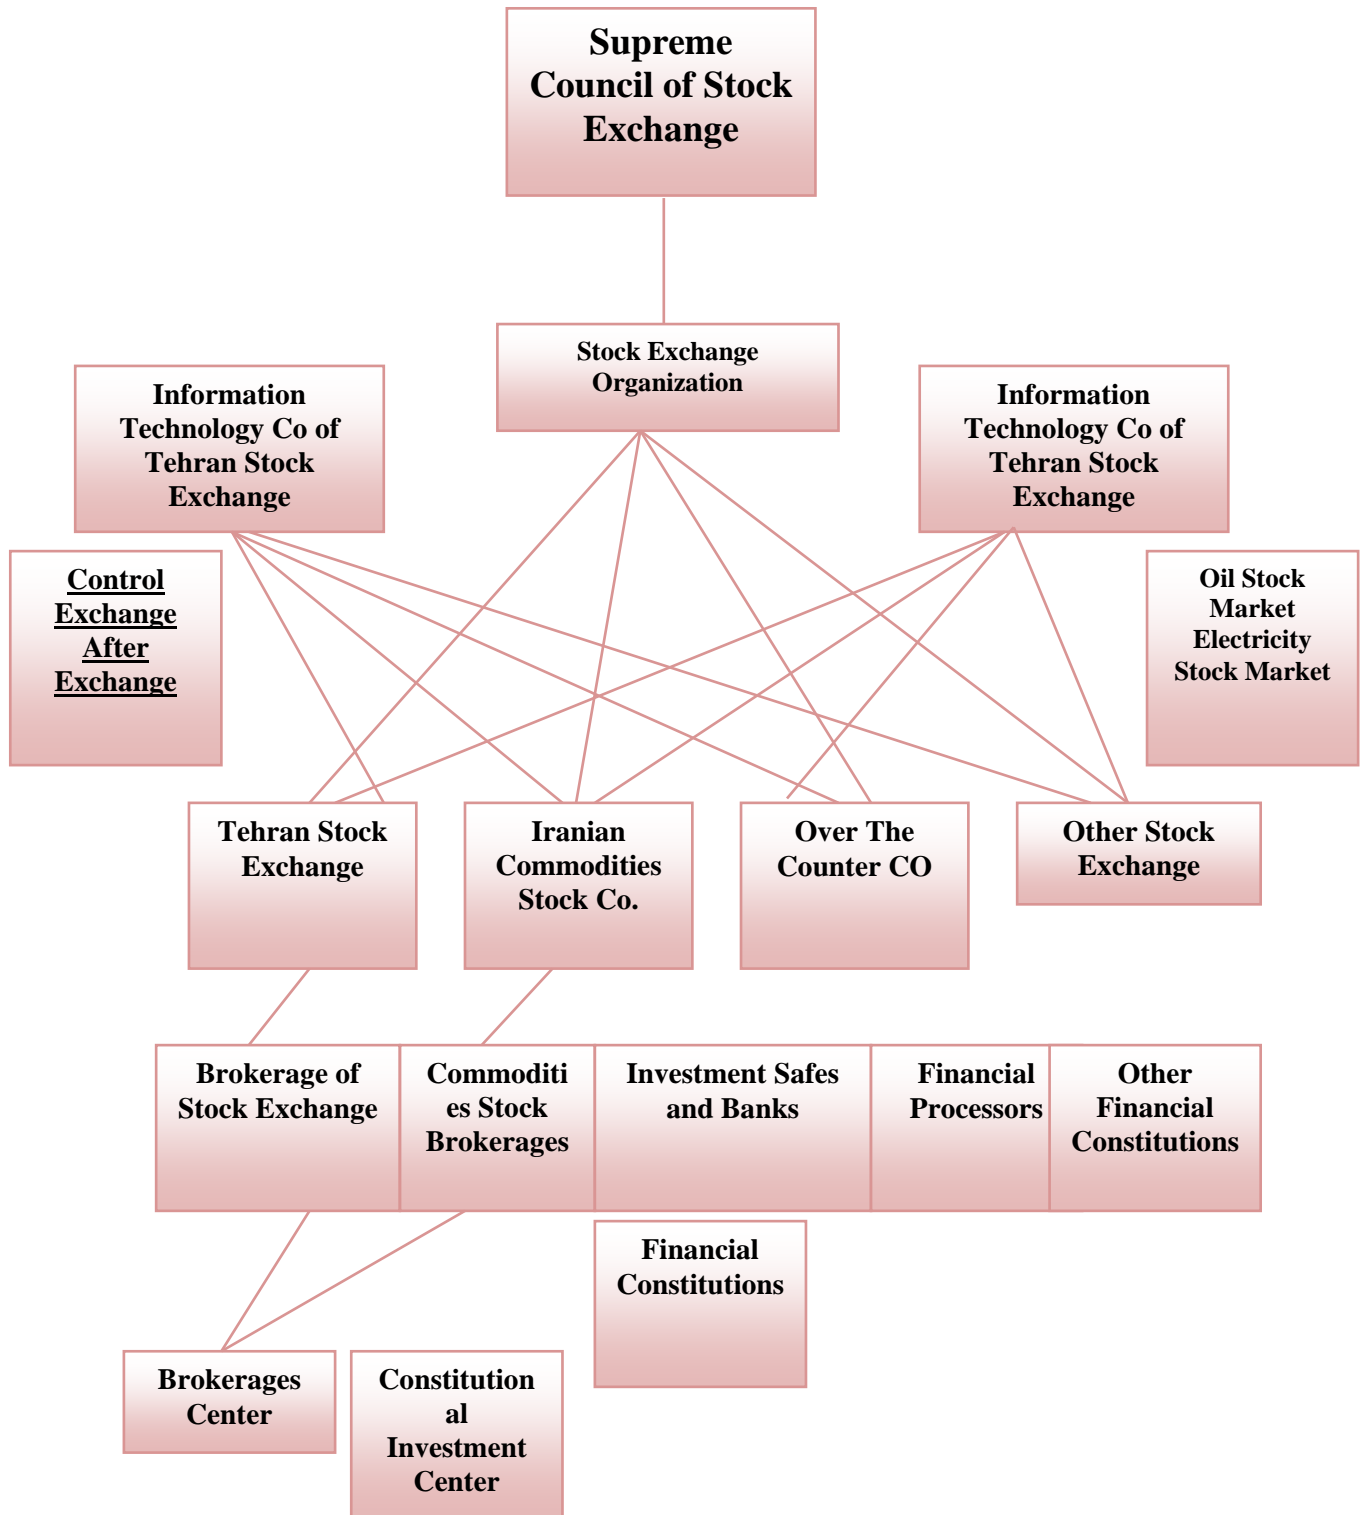 Supreme
Council of Stock
Exchange
Stock Exchange
Organization
Information
Technology Co of
Tehran Stock
Exchange
Information
Technology Co of
Tehran Stock
Exchange
Control
Exchange
After
Exchange
Oil Stock
Market
Electricity
Stock Market
Tehran Stock
Exchange
Iranian
Commodities
Stock Co.
Over The
Counter CO
Other Stock
Exchange
Brokerage of
Stock Exchange
Commoditi
es Stock
Brokerages
Investment Safes
and Banks
Financial
Processors
Other
Financial
Constitutions
Financial
Constitutions
Brokerages
Center
Constitution
al
Investment
Center